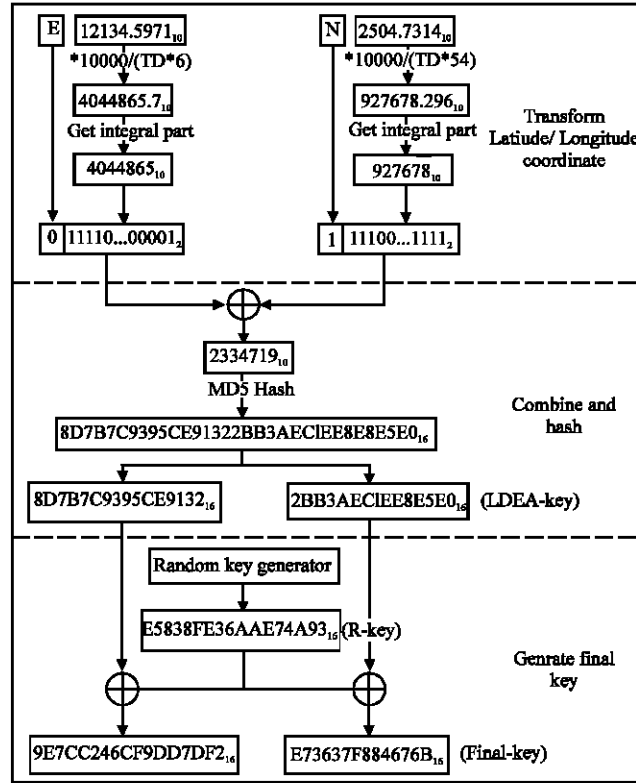 E 12134.5971₁₀ N 2504.7314₁₀
*10000/(TD*6) *10000/(TD*54)
4044865.7₁₀ 927678.296₁₀
Get integral part Get integral part
Transform
Latiude/ Longitude
coordinate
4044865₁₀ 927678₁₀
0 11110...00001₂ 1 11100...1111₂
2334719₁₀
MD5 Hash
8D7B7C9395CE91322BB3AEClEE8E8E5E0₁₆
Combine and
hash
8D7B7C9395CE9132₁₆ 2BB3AEClEE8E5E0₁₆ (LDEA-key)
Random key generator
E5838FE36AAE74A93₁₆ (R-key)
Genrate final
key
9E7CC246CF9DD7DF2₁₆ E73637F884676B₁₆ (Final-key)